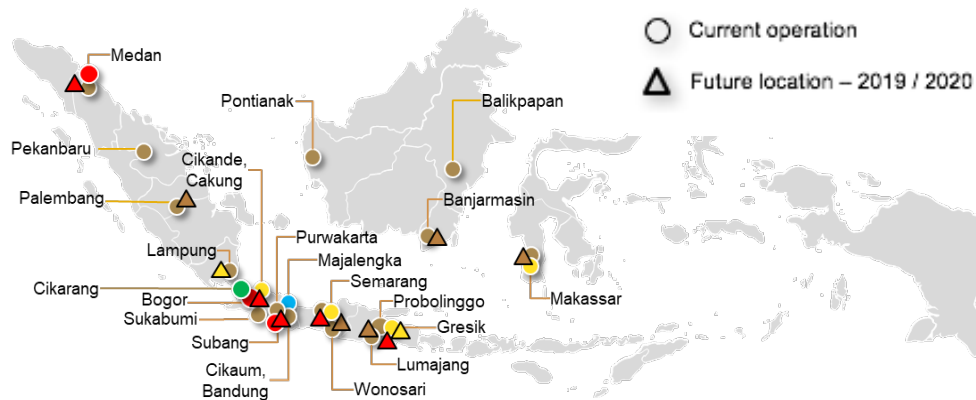 Current operation
Medan
Future location – 2019 / 2020
Pontianak
Balikpapan
Pekanbaru
Cikande,
Cakung
Palembang
Banjarmasin
Purwakarta
Lampung
Majalengka
Semarang
Cikarang
Bogor
Probolinggo
Makassar
Sukabumi
Gresik
Subang
Lumajang
Cikaum,
Bandung
Wonosari